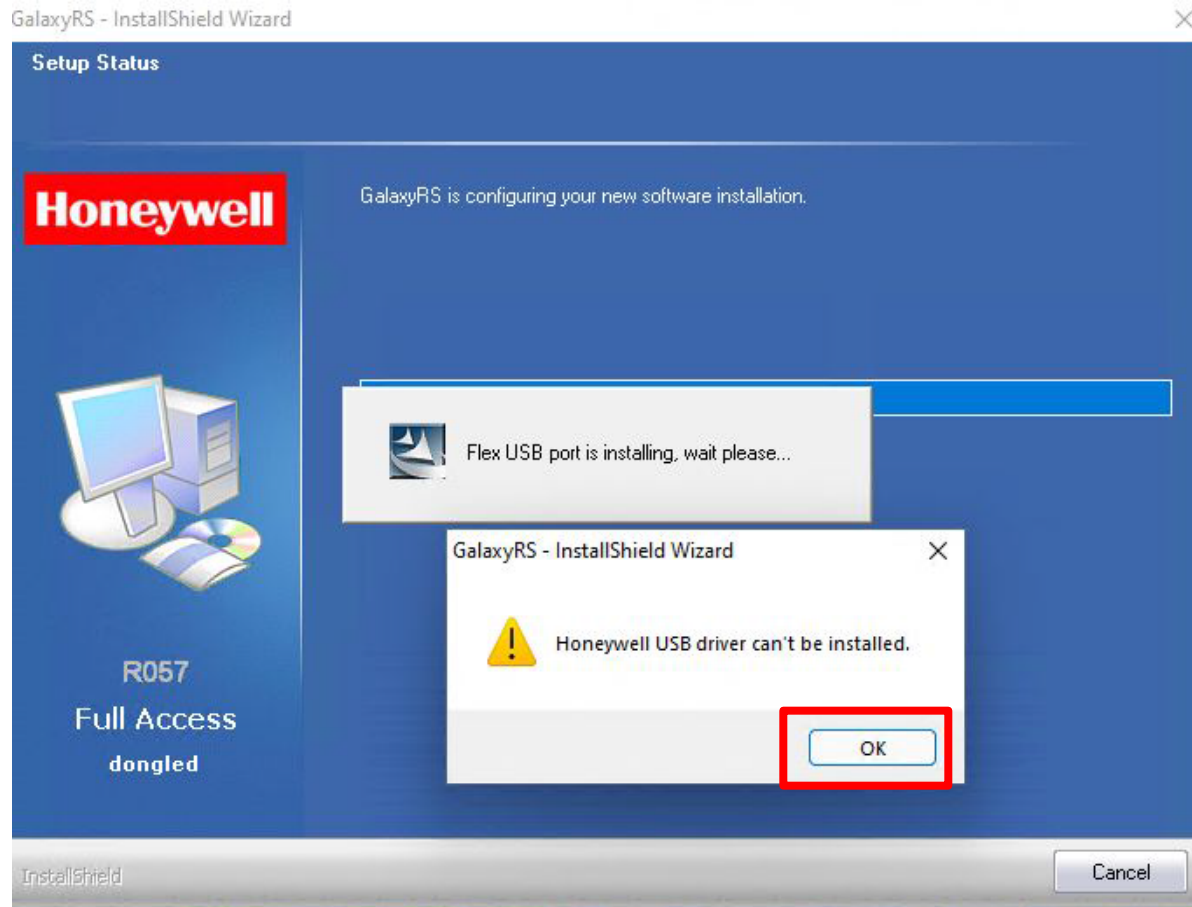 GalaxyRS - InstallShield Wizard
Setup Status
Honeywell
GalaxyRS is configuring your new software installation.
Flex USB port is installing, wait please...
GalaxyRS - InstallShield Wizard
Honeywell USB driver can't be installed.
OK
R057
Full Access
dongled
InstallShield
Cancel